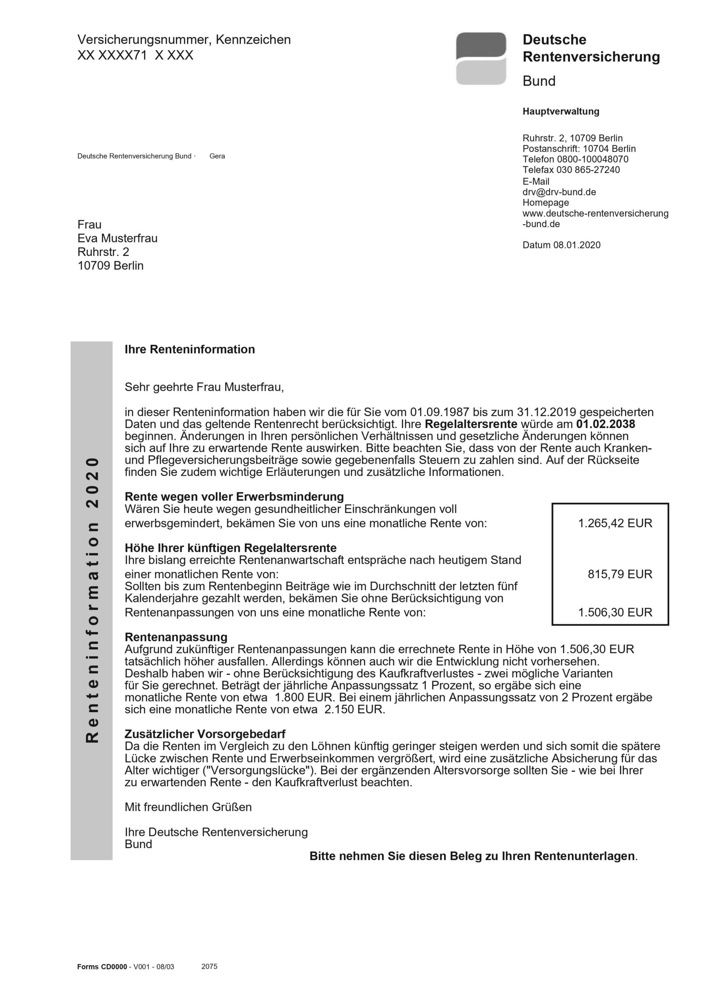 Versicherungsnummer, Kennzeichen
XX XXXX71 X XXX
Deutsche
Rentenversicherung
Bund
Hauptverwaltung
Ruhrstr. 2, 10709 Berlin
Postanschrift: 10704 Berlin
Telefon 0800-100048070
Telefax 030 865-27240
E-Mail
drv@drv-bund.de
Homepage
www.deutsche-rentenversicherung
-bund.de
Datum 08.01.2020
Deutsche Rentenversicherung Bund · Gera
Frau
Eva Musterfrau
Ruhrstr. 2
10709 Berlin
Renteninformation 2020
Ihre Renteninformation
Sehr geehrte Frau Musterfrau,
in dieser Renteninformation haben wir die für Sie vom 01.09.1987 bis zum 31.12.2019 gespeicherten
Daten und das geltende Rentenrecht berücksichtigt. Ihre Regelaltersrente würde am 01.02.2038
beginnen. Änderungen in Ihren persönlichen Verhältnissen und gesetzliche Änderungen können
sich auf Ihre zu erwartende Rente auswirken. Bitte beachten Sie, dass von der Rente auch Kranken-
und Pflegeversicherungsbeiträge sowie gegebenenfalls Steuern zu zahlen sind. Auf der Rückseite
finden Sie zudem wichtige Erläuterungen und zusätzliche Informationen.
Rente wegen voller Erwerbsminderung
Wären Sie heute wegen gesundheitlicher Einschränkungen voll
erwerbsgemindert, bekämen Sie von uns eine monatliche Rente von: 1.265,42 EUR
Höhe Ihrer künftigen Regelaltersrente
Ihre bislang erreichte Rentenanwartschaft entspräche nach heutigem Stand
einer monatlichen Rente von: 815,79 EUR
Sollten bis zum Rentenbeginn Beiträge wie im Durchschnitt der letzten fünf
Kalenderjahre gezahlt werden, bekämen Sie ohne Berücksichtigung von
Rentenanpassungen von uns eine monatliche Rente von: 1.506,30 EUR
Rentenanpassung
Aufgrund zukünftiger Rentenanpassungen kann die errechnete Rente in Höhe von 1.506,30 EUR
tatsächlich höher ausfallen. Allerdings können auch wir die Entwicklung nicht vorhersehen.
Deshalb haben wir - ohne Berücksichtigung des Kaufkraftverlustes - zwei mögliche Varianten
für Sie gerechnet. Beträgt der jährliche Anpassungssatz 1 Prozent, so ergäbe sich eine
monatliche Rente von etwa 1.800 EUR. Bei einem jährlichen Anpassungssatz von 2 Prozent ergäbe
sich eine monatliche Rente von etwa 2.150 EUR.
Zusätzlicher Vorsorgebedarf
Da die Renten im Vergleich zu den Löhnen künftig geringer steigen werden und sich somit die spätere
Lücke zwischen Rente und Erwerbseinkommen vergrößert, wird eine zusätzliche Absicherung für das
Alter wichtiger ("Versorgungslücke"). Bei der ergänzenden Altersvorsorge sollten Sie - wie bei Ihrer
zu erwartenden Rente - den Kaufkraftverlust beachten.
Mit freundlichen Grüßen
Ihre Deutsche Rentenversicherung
Bund
Bitte nehmen Sie diesen Beleg zu Ihren Rentenunterlagen.
Forms CD0000 - V001 - 08/03 2075